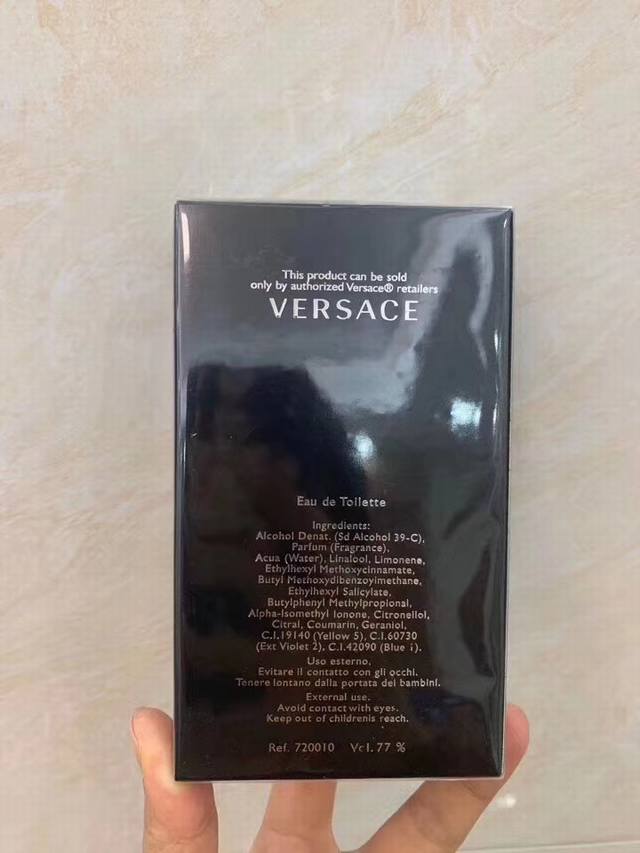 This product can be sold
only by authorized Versace® retailers
VERSACE
Eau de Toilette
Ingredients:
Alcohol Denat. (Sd Alcohol 39-C),
Parfum (Fragrance),
Acua (Water), Linalool, Limonene,
Ethylhexyl Methoxycinnamate,
Butyl Methoxydibenzoyimethane,
Ethylhexyl Salicylate,
Butylphenyl Methylpropional,
Alpha-Isomethyl Ionone, Citronellol,
Citral, Coumarin, Geraniol,
C.I.19140 (Yellow 5), C.I.60730
(Ext Violet 2), C.I.42090 (Blue 1).
Uso esterno.
Evitare il contatto con gli occhi.
Tenere lontano dalla portata dei bambini.
External use.
Avoid contact with eyes.
Keep out of childrenis reach.
Ref. 720010 Vcl. 77 %